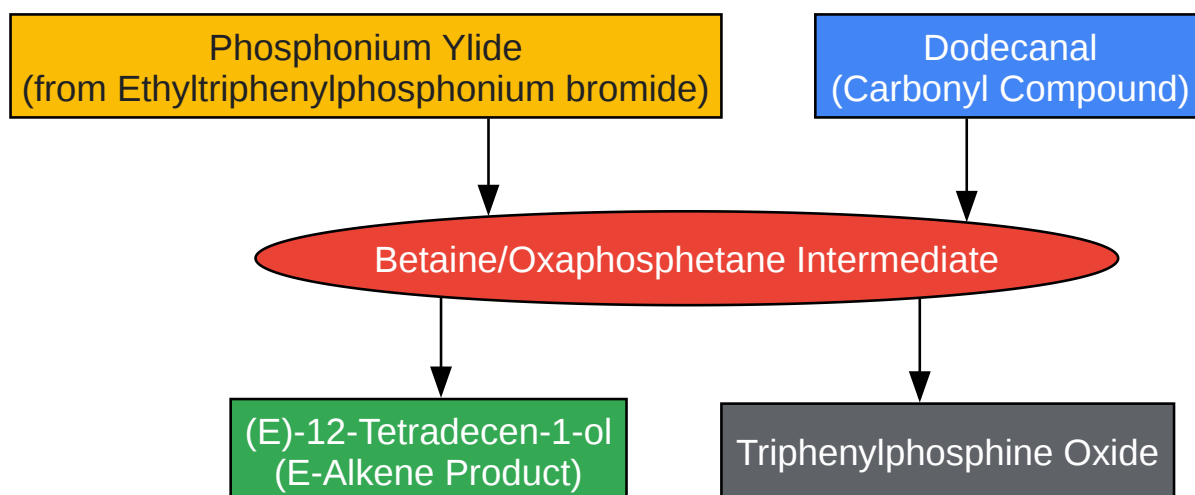 Phosphonium Ylide
(from Ethyltriphenylphosphonium bromide)
Dodecanal
(Carbonyl Compound)
Betaine/Oxaphosphetane Intermediate
(E)-12-Tetradecen-1-ol
(E-Alkene Product)
Triphenylphosphine Oxide